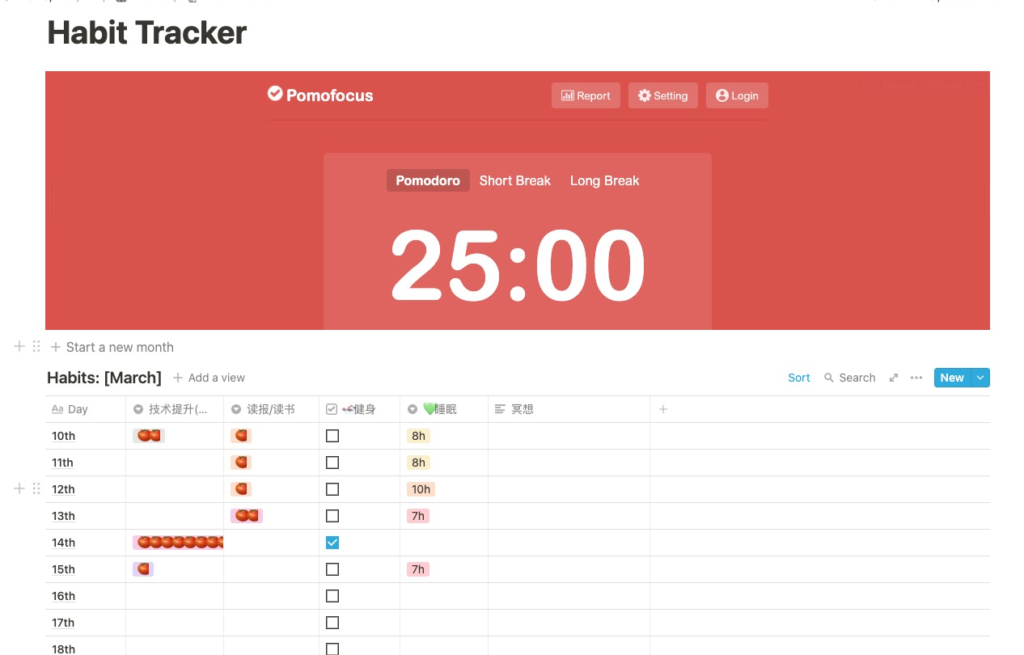 Habit Tracker
Pomofocus
Report Setting Login
Pomodoro Short Break Long Break
25:00
+ Start a new month
Habits: [March] + Add a view Sort Search ... New
Aa Day 技术提升(... 读报/读书 健身 💚睡眠 冥想 +
10th 🍅🍅 🍅 8h
11th 🍅 8h
12th 🍅 10h
13th 🍅🍅 7h
14th 🍅🍅🍅🍅🍅🍅🍅🍅
15th 🍅 7h
16th
17th
18th